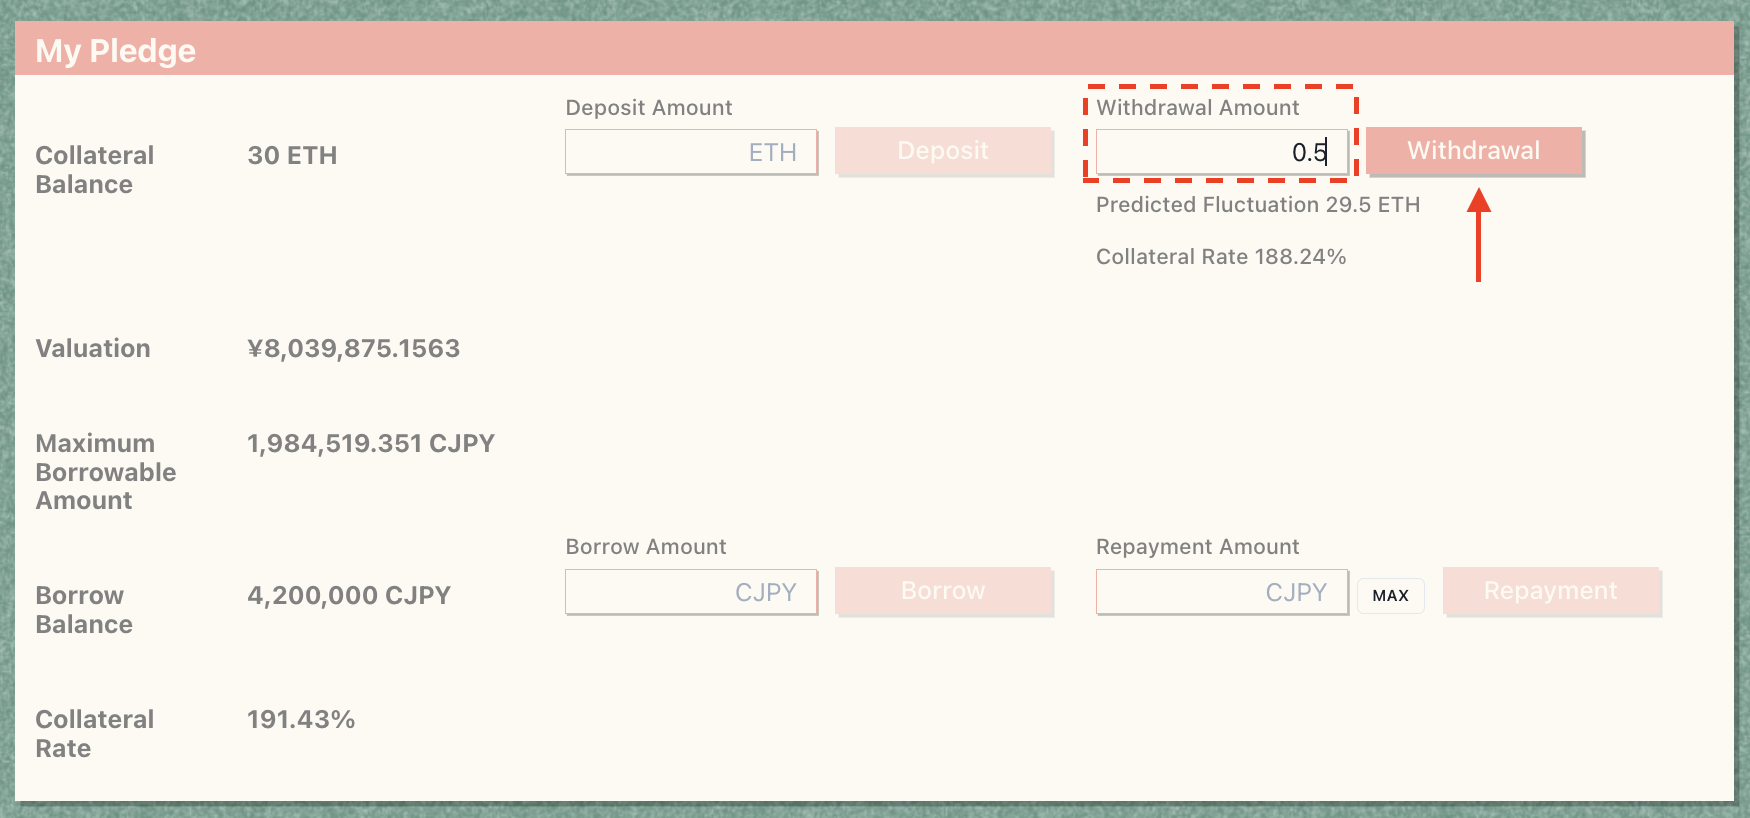 My Pledge
Deposit Amount
Withdrawal Amount
Collateral
Balance
30 ETH
ETH
Deposit
0.5
Withdrawal
Predicted Fluctuation 29.5 ETH
Collateral Rate 188.24%
Valuation
¥8,039,875.1563
Maximum
Borrowable
Amount
1,984,519.351 CJPY
Borrow Amount
Repayment Amount
Borrow
Balance
4,200,000 CJPY
CJPY
Borrow
CJPY
MAX
Repayment
Collateral
Rate
191.43%